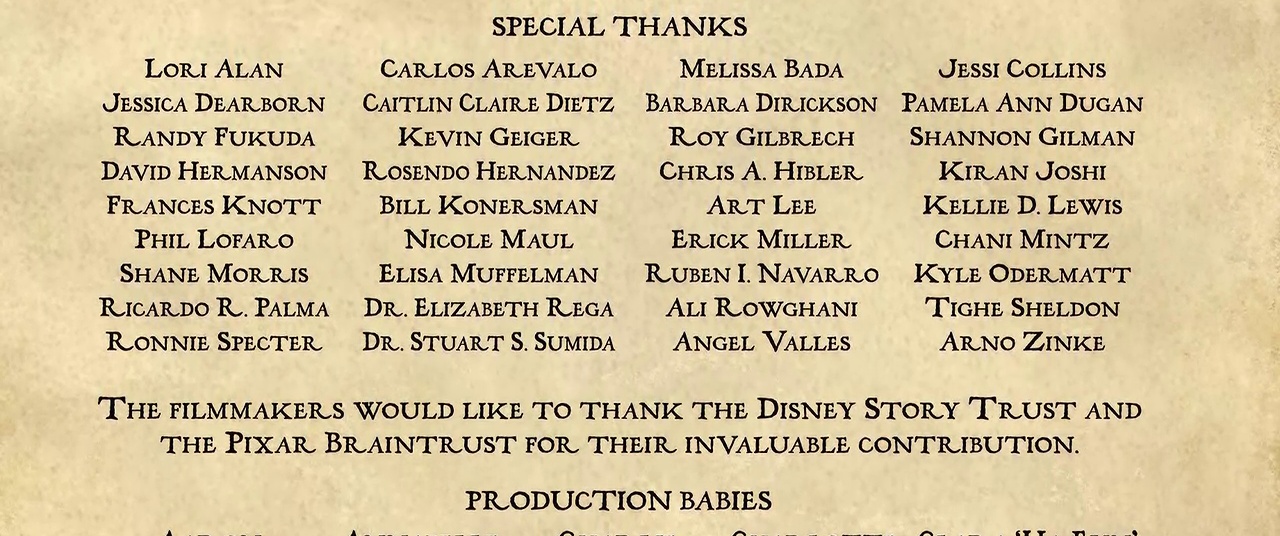 SPECIAL THANKS
LORI ALAN CARLOS AREVALO MELISSA BADA JESSI COLLINS
JESSICA DEARBORN CAITLIN CLAIRE DIETZ BARBARA DIRICKSON PAMELA ANN DUGAN
RANDY FUKUDA KEVIN GEIGER ROY GILBRECH SHANNON GILMAN
DAVID HERMANSON ROSENDO HERNANDEZ CHRIS A. HIBLER KIRAN JOSHI
FRANCES KNOTT BILL KONERSMAN ART LEE KELLIE D. LEWIS
PHIL LOFARO NICOLE MAUL ERICK MILLER CHANI MINTZ
SHANE MORRIS ELISA MUFFELMAN RUBEN I. NAVARRO KYLE ODERMATT
RICARDO R. PALMA DR. ELIZABETH REGA ALI ROWGHANI TIGHE SHELDON
RONNIE SPECTER DR. STUART S. SUMIDA ANGEL VALLES ARNO ZINKE
THE FILMMAKERS WOULD LIKE TO THANK THE DISNEY STORY TRUST AND
THE PIXAR BRAINTRUST FOR THEIR INVALUABLE CONTRIBUTION.
PRODUCTION BABIES